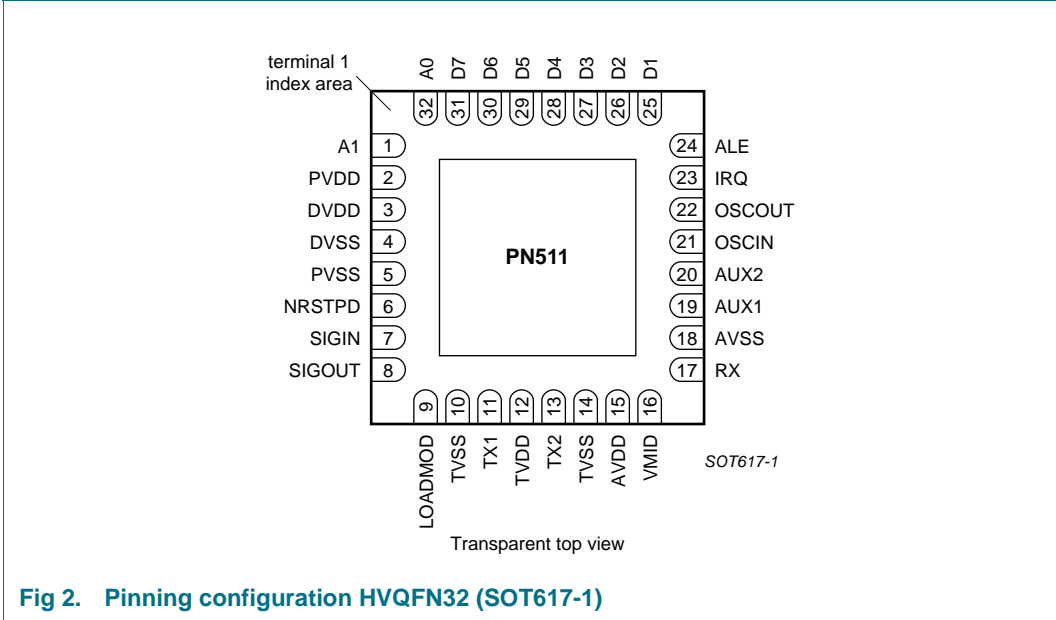 terminal 1
index area
A0 D7 D6 D5 D4 D3 D2 D1
32 31 30 29 28 27 26 25
A1 1 24 ALE
PVDD 2 23 IRQ
DVDD 3 22 OSCOUT
DVSS 4 21 OSCIN
PN511
PVSS 5 20 AUX2
NRSTPD 6 19 AUX1
SIGIN 7 18 AVSS
SIGOUT 8 17 RX
9 10 11 12 13 14 15 16
LOADMOD TVSS TX1 TVDD TX2 TVSS AVDD VMID
SOT617-1
Transparent top view
Fig 2. Pinning configuration HVQFN32 (SOT617-1)